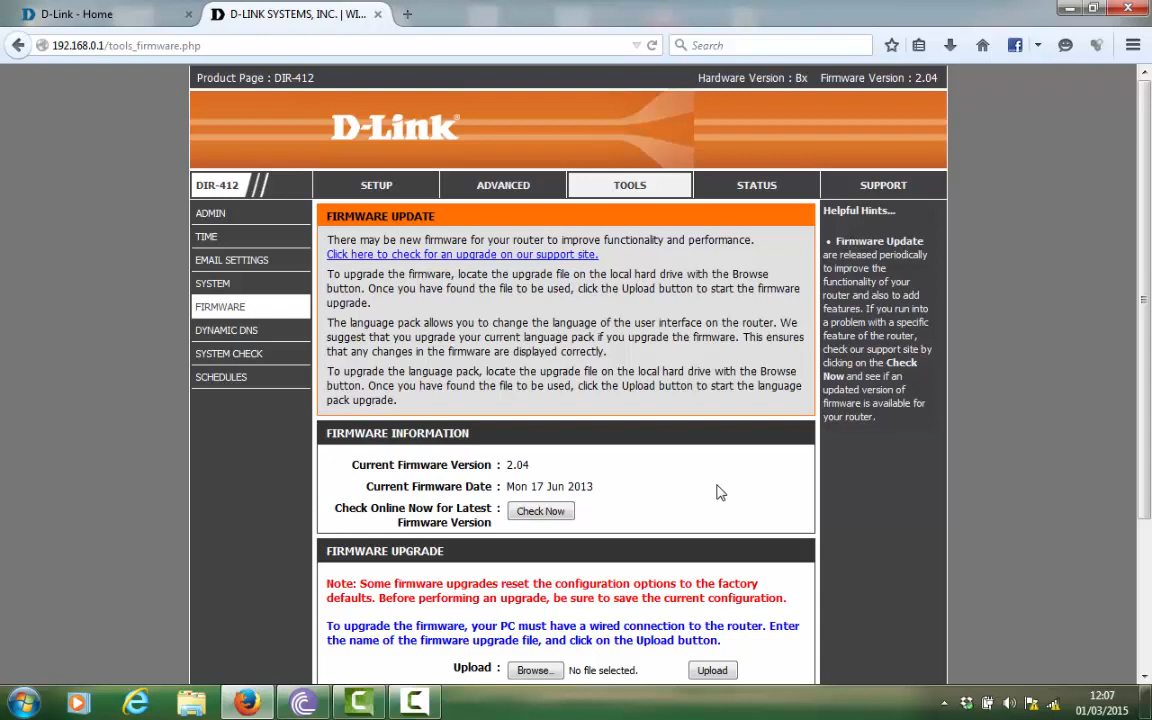 D-Link - Home
D-LINK SYSTEMS, INC. | WI...
192.168.0.1/tools_firmware.php
Search
Product Page : DIR-412
Hardware Version : Bx
Firmware Version : 2.04
D-Link
DIR-412
SETUP
ADVANCED
TOOLS
STATUS
SUPPORT
ADMIN
TIME
EMAIL SETTINGS
SYSTEM
FIRMWARE
DYNAMIC DNS
SYSTEM CHECK
SCHEDULES
FIRMWARE UPDATE
There may be new firmware for your router to improve functionality and performance.
Click here to check for an upgrade on our support site.
To upgrade the firmware, locate the upgrade file on the local hard drive with the Browse
button. Once you have found the file to be used, click the Upload button to start the firmware
upgrade.
The language pack allows you to change the language of the user interface on the router. We
suggest that you upgrade your current language pack if you upgrade the firmware. This ensures
that any changes in the firmware are displayed correctly.
To upgrade the language pack, locate the upgrade file on the local hard drive with the Browse
button. Once you have found the file to be used, click the Upload button to start the language
pack upgrade.
FIRMWARE INFORMATION
Current Firmware Version : 2.04
Current Firmware Date : Mon 17 Jun 2013
Check Online Now for Latest :
Firmware Version
Check Now
FIRMWARE UPGRADE
Note: Some firmware upgrades reset the configuration options to the factory
defaults. Before performing an upgrade, be sure to save the current configuration.
To upgrade the firmware, your PC must have a wired connection to the router. Enter
the name of the firmware upgrade file, and click on the Upload button.
Upload : Browse... No file selected. Upload
Helpful Hints...
• Firmware Update
are released periodically
to improve the
functionality of your
router and also to add
features. If you run into
a problem with a specific
feature of the router,
check our support site by
clicking on the Check
Now and see if an
updated version of
firmware is available for
your router.
12:07
01/03/2015